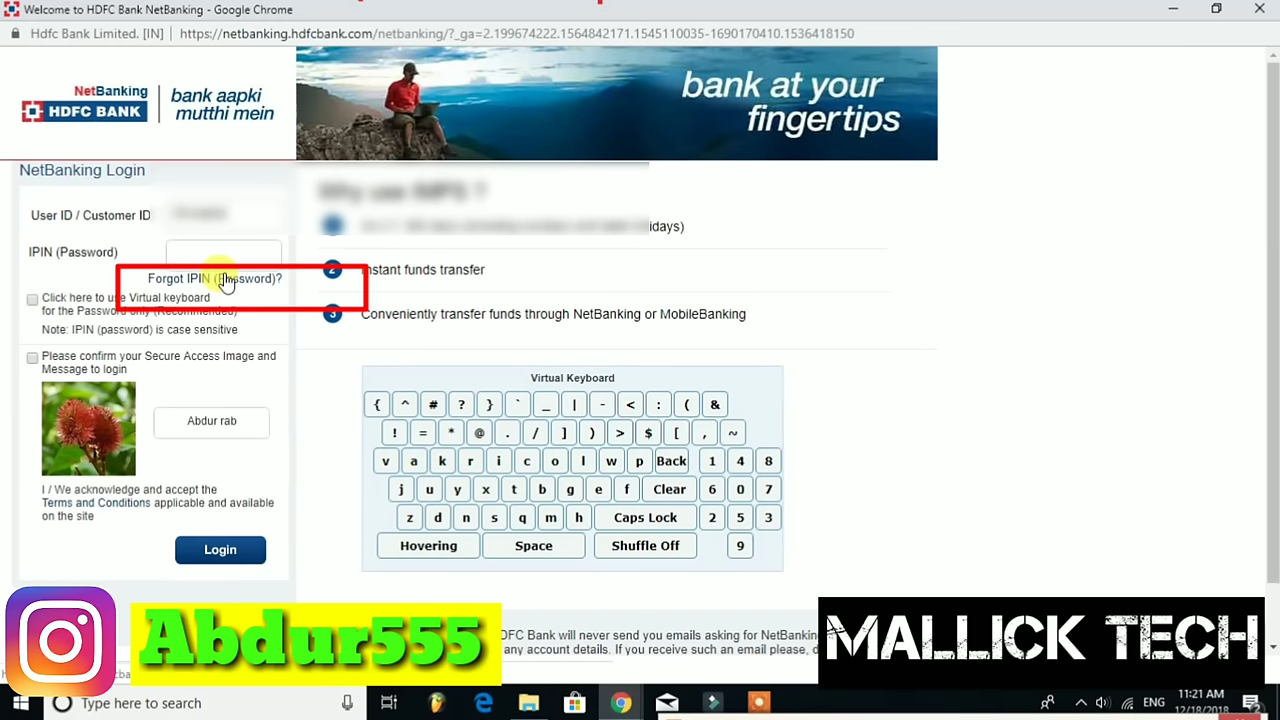 Welcome to HDFC Bank NetBanking - Google Chrome
Hdfc Bank Limited. [IN] | https://netbanking.hdfcbank.com/netbanking/?_ga=2.199674222.1564842171.1545110035-1690170410.1536418150
NetBanking
HDFC BANK
bank aapki
mutthi mein
bank at your
fingertips
NetBanking Login
User ID / Customer ID
IPIN (Password)
Forgot IPIN (Password)?
Click here to use Virtual keyboard
for the Password only (Recommended)
Note: IPIN (password) is case sensitive
Please confirm your Secure Access Image and
Message to login
Abdur rab
I / We acknowledge and accept the
Terms and Conditions applicable and available
on the site
Login
idays)
2 Instant funds transfer
3 Conveniently transfer funds through NetBanking or MobileBanking
Virtual Keyboard
{ ^ # ? } ` _ | - < : ( &
! = * @ . / ] ) > $ [ , ~
v a k r i c o l w p Back 1 4 8
j u y x t b g e f Clear 6 0 7
z d n s q m h Caps Lock 2 5 3
Hovering Space Shuffle Off 9
DFC Bank will never send you emails asking for NetBanking
any account details. If you receive such an email please, d
Abdur555
MALLICK TECH
Type here to search
ENG
11:21 AM
12/18/2018